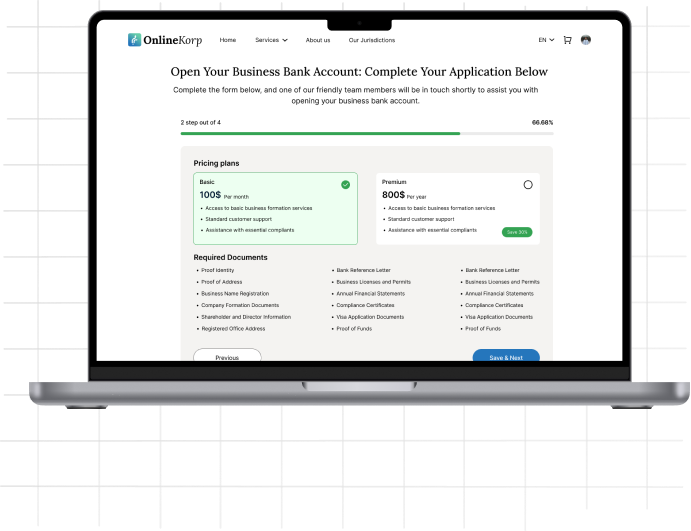 OnlineKorp Home Services About us Our Jurisdictions EN
Open Your Business Bank Account: Complete Your Application Below
Complete the form below, and one of our friendly team members will be in touch shortly to assist you with
opening your business bank account.
2 step out of 4 66.68%
Pricing plans
Basic
100$ Per month
• Access to basic business formation services
• Standard customer support
• Assistance with essential compliants
Premium
800$ Per year
• Access to basic business formation services
• Standard customer support
• Assistance with essential compliants
Save 30%
Required Documents
• Proof Identity
• Proof of Address
• Business Name Registration
• Company Formation Documents
• Shareholder and Director Information
• Registered Office Address
• Bank Reference Letter
• Business Licenses and Permits
• Annual Financial Statements
• Compliance Certificates
• Visa Application Documents
• Proof of Funds
• Bank Reference Letter
• Business Licenses and Permits
• Annual Financial Statements
• Compliance Certificates
• Visa Application Documents
• Proof of Funds
Previous Save & Next